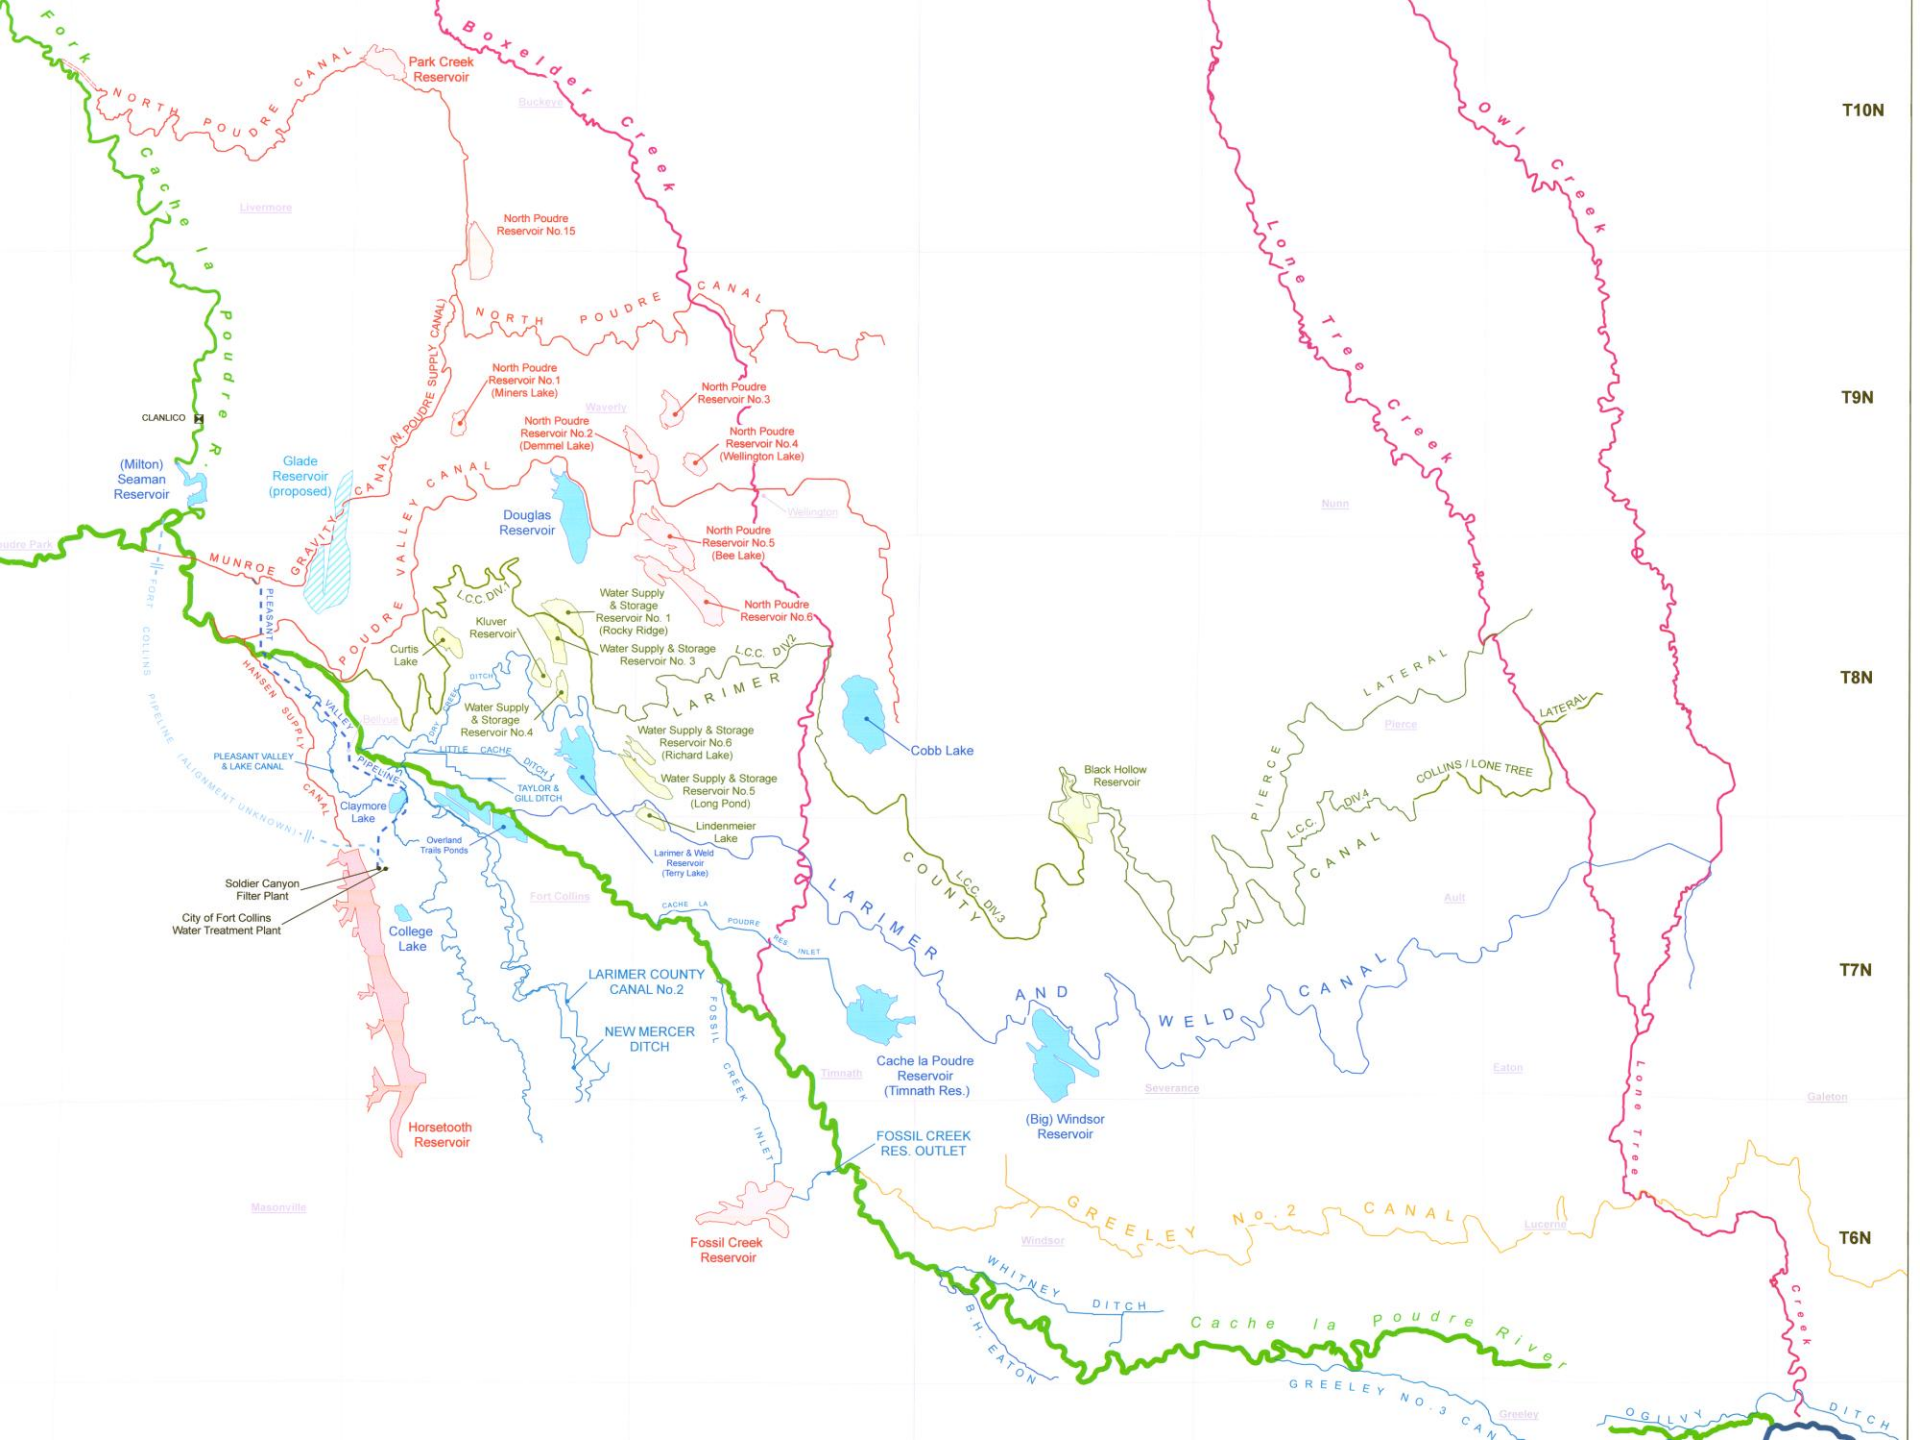 Fork
Boxelder Creek
Owl Creek
NORTH POUDRE CANAL
Park Creek
Reservoir
Buckeye
T10N
Cache la Poudre R.
Livermore
North Poudre
Reservoir No.15
Lone Tree Creek
NORTH POUDRE CANAL
MUNROE GRAVITY CANAL (N. POUDRE SUPPLY CANAL)
North Poudre
Reservoir No.1
(Miners Lake)
North Poudre
Reservoir No.3
Waverly
T9N
CLANLICO
North Poudre
Reservoir No.2
(Demmel Lake)
North Poudre
Reservoir No.4
(Wellington Lake)
(Milton)
Seaman
Reservoir
Glade
Reservoir
(proposed)
POUDRE VALLEY CANAL
Douglas
Reservoir
Wellington
Nunn
North Poudre
Reservoir No.5
(Bee Lake)
oudre Park
FORT COLLINS PIPELINE (ALIGNMENT UNKNOWN)
PLEASANT VALLEY PIPELINE
L.C.C. DIV.1
Water Supply
& Storage
Reservoir No. 1
(Rocky Ridge)
North Poudre
Reservoir No.6
Kluver
Reservoir
Curtis
Lake
Water Supply & Storage
Reservoir No. 3
L.C.C. DIV.2
LARIMER COUNTY CANAL
LATERAL
T8N
HANSEN SUPPLY CANAL
DRY CREEK DITCH
Water Supply
& Storage
Reservoir No.4
Bellvue
LATERAL
Pierce
PIERCE
Water Supply & Storage
Reservoir No.6
(Richard Lake)
Cobb Lake
PLEASANT VALLEY
& LAKE CANAL
LITTLE CACHE DITCH
TAYLOR &
GILL DITCH
Water Supply & Storage
Reservoir No.5
(Long Pond)
Black Hollow
Reservoir
COLLINS / LONE TREE
Claymore
Lake
L.C.C. DIV.4
Lindenmeier
Lake
Overland
Trails Ponds
Larimer & Weld
Reservoir
(Terry Lake)
L.C.C. DIV.3
Soldier Canyon
Filter Plant
City of Fort Collins
Water Treatment Plant
Fort Collins
Ault
LARIMER AND WELD CANAL
CACHE LA POUDRE RES INLET
College
Lake
LARIMER COUNTY
CANAL No.2
T7N
FOSSIL CREEK INLET
NEW MERCER
DITCH
Cache la Poudre
Reservoir
(Timnath Res.)
Timnath
Severance
Eaton
Galeton
Lone Tree Creek
(Big) Windsor
Reservoir
Horsetooth
Reservoir
FOSSIL CREEK
RES. OUTLET
Masonville
GREELEY No.2 CANAL
Lucerne
Windsor
T6N
Fossil Creek
Reservoir
WHITNEY DITCH
B.H. EATON
Cache la Poudre River
GREELEY NO.3 CAN
Greeley
OGILVY DITCH